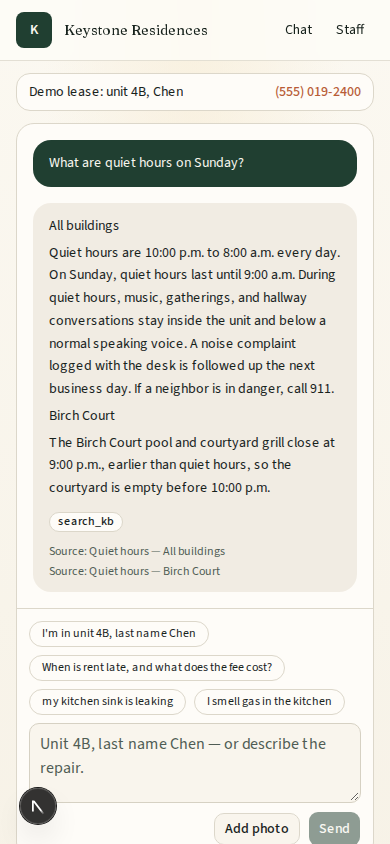 K Keystone Residences Chat Staff
Demo lease: unit 4B, Chen (555) 019-2400
What are quiet hours on Sunday?
All buildings
Quiet hours are 10:00 p.m. to 8:00 a.m. every day.
On Sunday, quiet hours last until 9:00 a.m. During
quiet hours, music, gatherings, and hallway
conversations stay inside the unit and below a
normal speaking voice. A noise complaint
logged with the desk is followed up the next
business day. If a neighbor is in danger, call 911.
Birch Court
The Birch Court pool and courtyard grill close at
9:00 p.m., earlier than quiet hours, so the
courtyard is empty before 10:00 p.m.
search_kb
Source: Quiet hours — All buildings
Source: Quiet hours — Birch Court
I'm in unit 4B, last name Chen
When is rent late, and what does the fee cost?
my kitchen sink is leaking I smell gas in the kitchen
Unit 4B, last name Chen — or describe the
repair.
N
Add photo Send